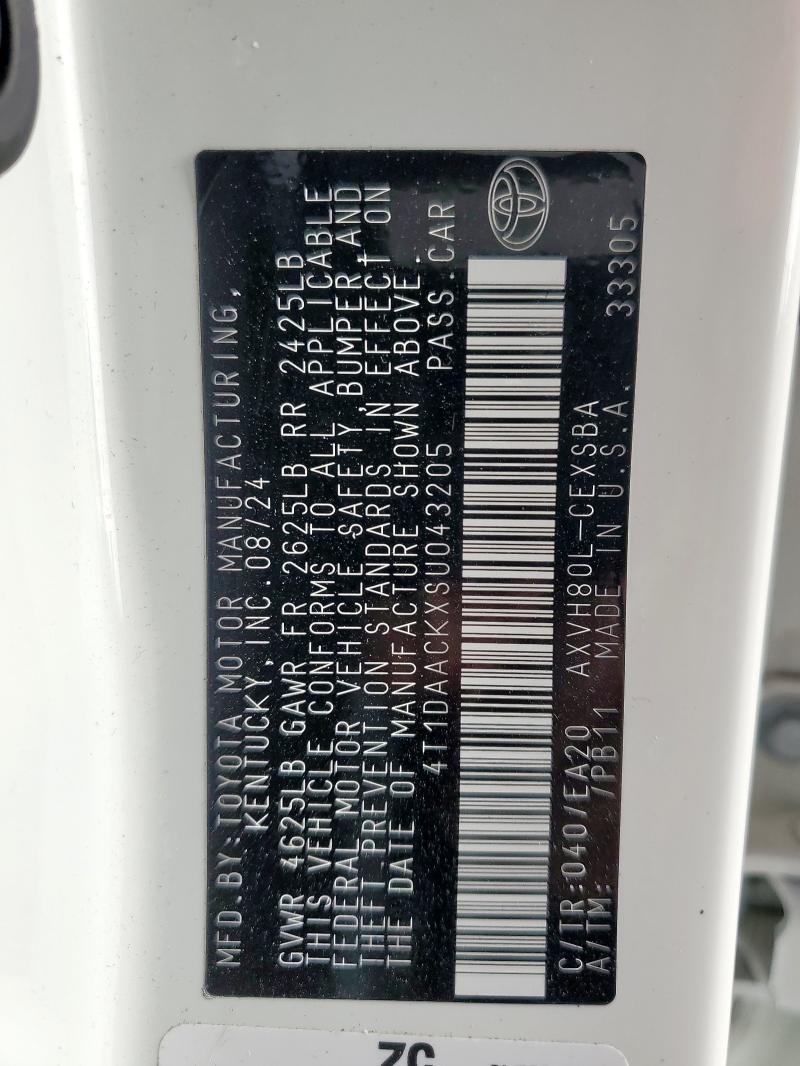 MFD.BY:TOYOTA MOTOR MANUFACTURING,
KENTUCKY, INC. 08/24
GVWR 4625LB GAWR FR 2625LB RR 2425LB
THIS VEHICLE CONFORMS TO ALL APPLICABLE
FEDERAL MOTOR VEHICLE SAFETY, BUMPER, AND
THEFT PREVENTION STANDARDS IN EFFECT ON
THE DATE OF MANUFACTURE SHOWN ABOVE.
4T1DAACKXSU043205 PASS.CAR
C/TR:040/EA20 AXVH80L-CEXSBA
A/TM: /PB11 MADE IN U.S.A. 33305